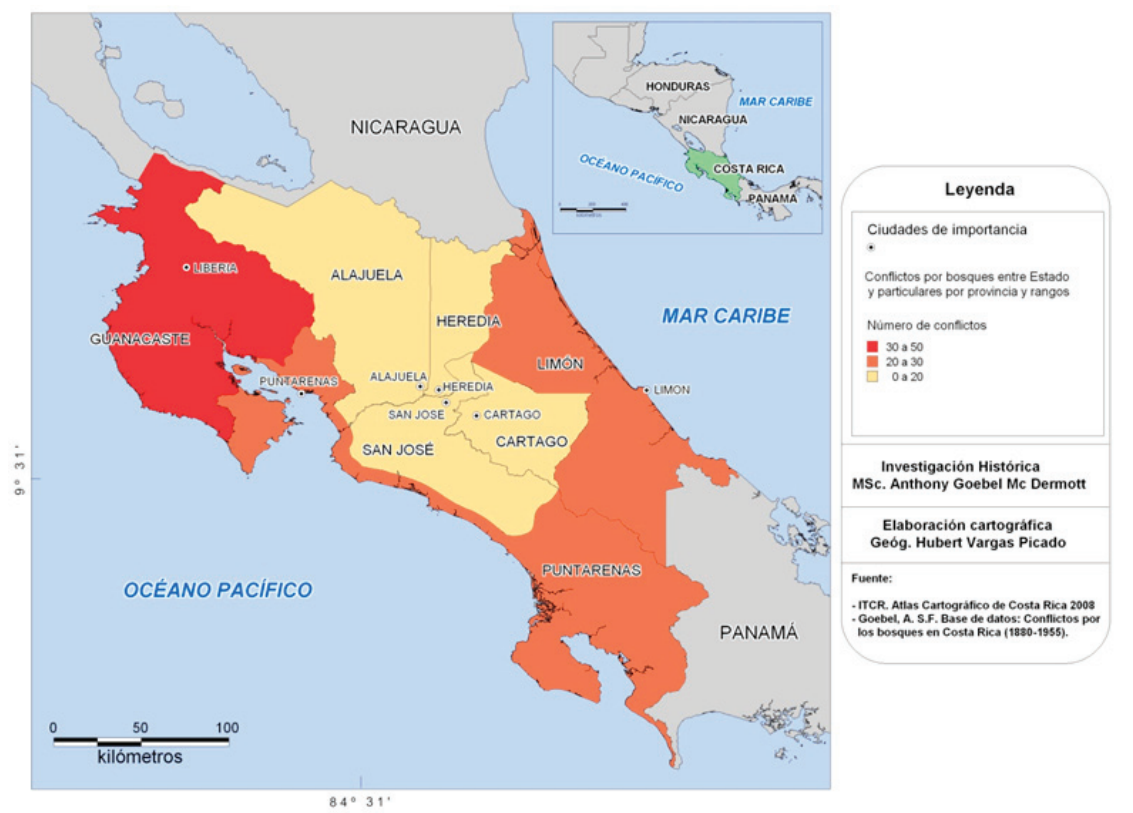 NICARAGUA
HONDURAS
MAR CARIBE
NICARAGUA
OCÉANO PACÍFICO
COSTA RICA
PANAMA
kilómetros
LIBERIA
ALAJUELA
GUANACASTE
HEREDIA
MAR CARIBE
LIMÓN
PUNTARENAS
ALAJUELA
HEREDIA
LIMON
SAN JOSÉ
CARTAGO
SAN JOSÉ
CARTAGO
9° 31'
PUNTARENAS
OCÉANO PACÍFICO
PANAMÁ
0 50 100
kilómetros
84° 31'
Leyenda
Ciudades de importancia
Conflictos por bosques entre Estado
y particulares por provincia y rangos
Número de conflictos
30 a 50
20 a 30
0 a 20
Investigación Histórica
MSc. Anthony Goebel Mc Dermott
Elaboración cartográfica
Geóg. Hubert Vargas Picado
Fuente:
- ITCR. Atlas Cartográfico de Costa Rica 2008
- Goebel, A. S.F. Base de datos: Conflictos por
los bosques en Costa Rica (1880-1955).